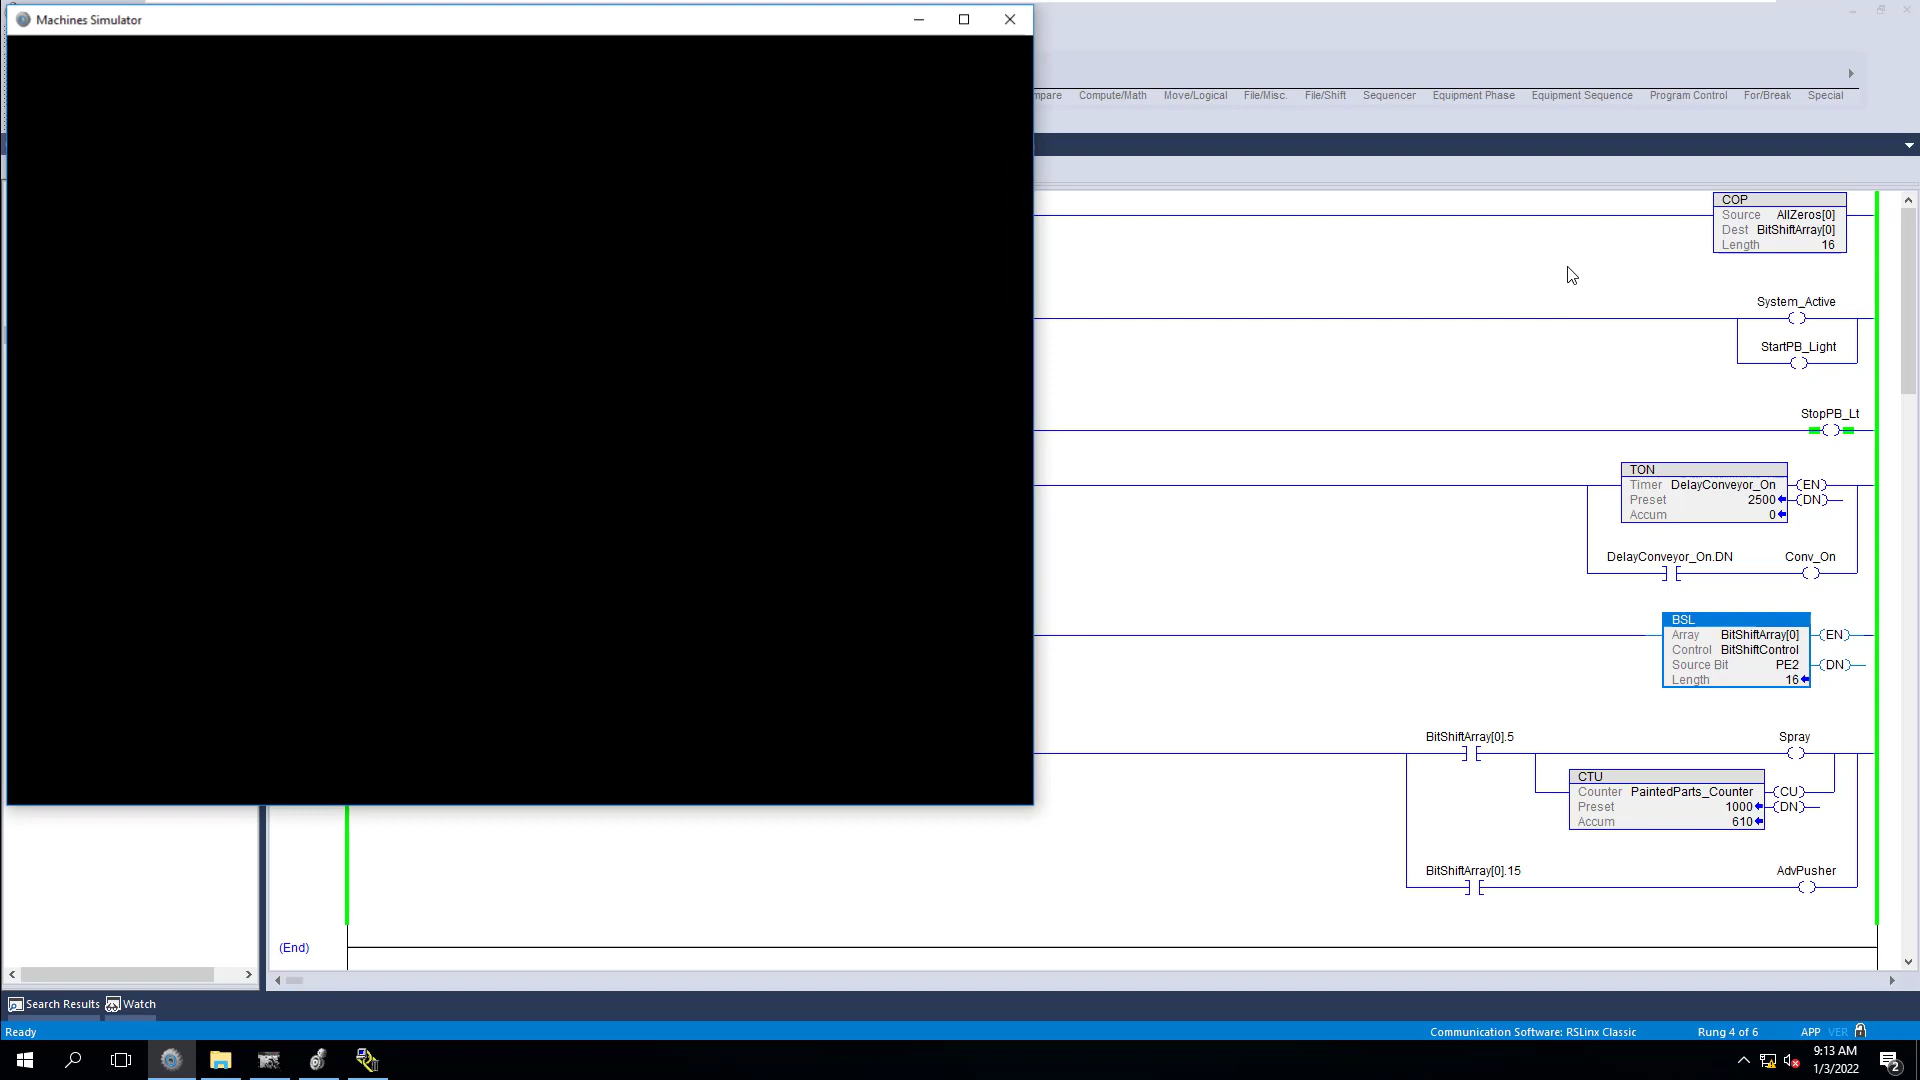 Machines Simulator
mpare Compute/Math Move/Logical File/Misc. File/Shift Sequencer Equipment Phase Equipment Sequence Program Control For/Break Special
COP
Source AllZeros[0]
Dest BitShiftArray[0]
Length 16
System_Active
StartPB_Light
StopPB_Lt
TON
Timer DelayConveyor_On (EN)
Preset 2500 (DN)
Accum 0
DelayConveyor_On.DN Conv_On
BSL
Array BitShiftArray[0] (EN)
Control BitShiftControl
Source Bit PE2 (DN)
Length 16
BitShiftArray[0].5 Spray
CTU
Counter PaintedParts_Counter (CU)
Preset 1000 (DN)
Accum 610
BitShiftArray[0].15 AdvPusher
(End)
Search Results Watch
Ready Communication Software: RSLinx Classic Rung 4 of 6 APP VER
9:13 AM
1/3/2022
2